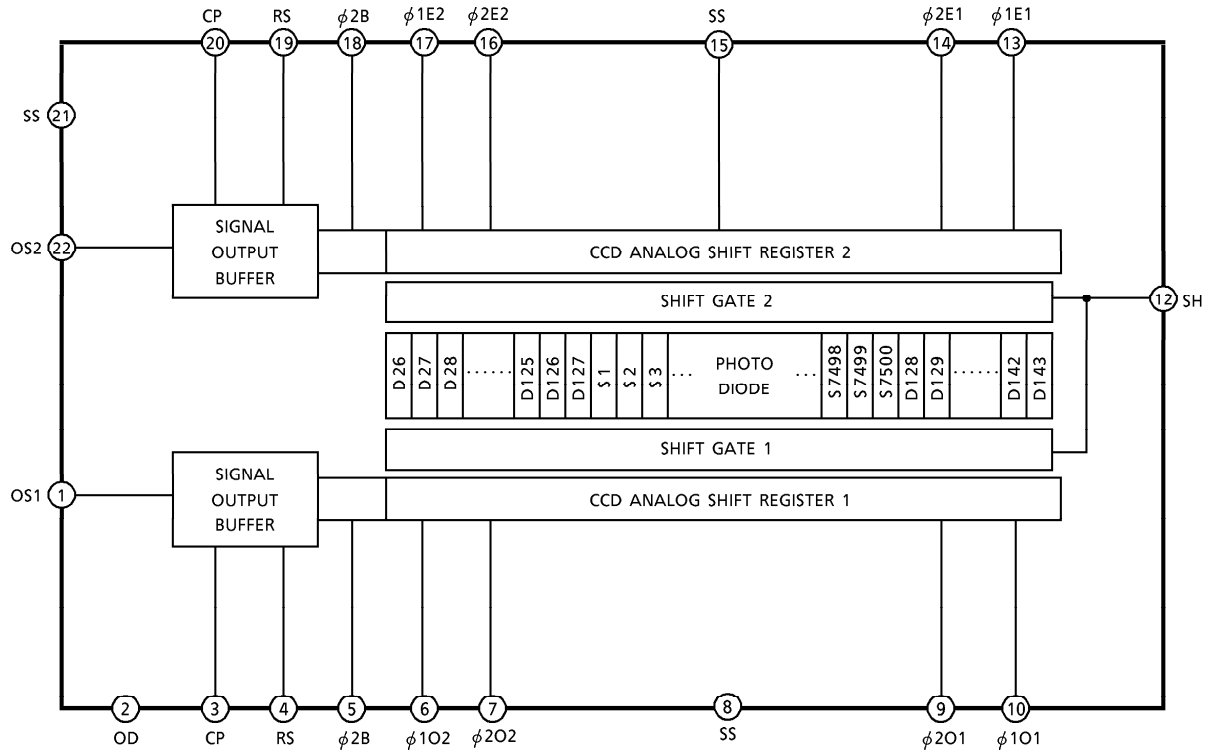 CP RS φ2B φ1E2 φ2E2 SS φ2E1 φ1E1
20 19 18 17 16 15 14 13
SS 21
OS2 22
SIGNAL
OUTPUT
BUFFER
CCD ANALOG SHIFT REGISTER 2
SHIFT GATE 2
12 SH
D26 D27 D28 ······ D125 D126 D127 S1 S2 S3 ··· PHOTO DIODE ··· S7498 S7499 S7500 D128 D129 ······ D142 D143
SHIFT GATE 1
OS1 1
SIGNAL
OUTPUT
BUFFER
CCD ANALOG SHIFT REGISTER 1
2 3 4 5 6 7 8 9 10
OD CP RS φ2B φ1O2 φ2O2 SS φ2O1 φ1O1